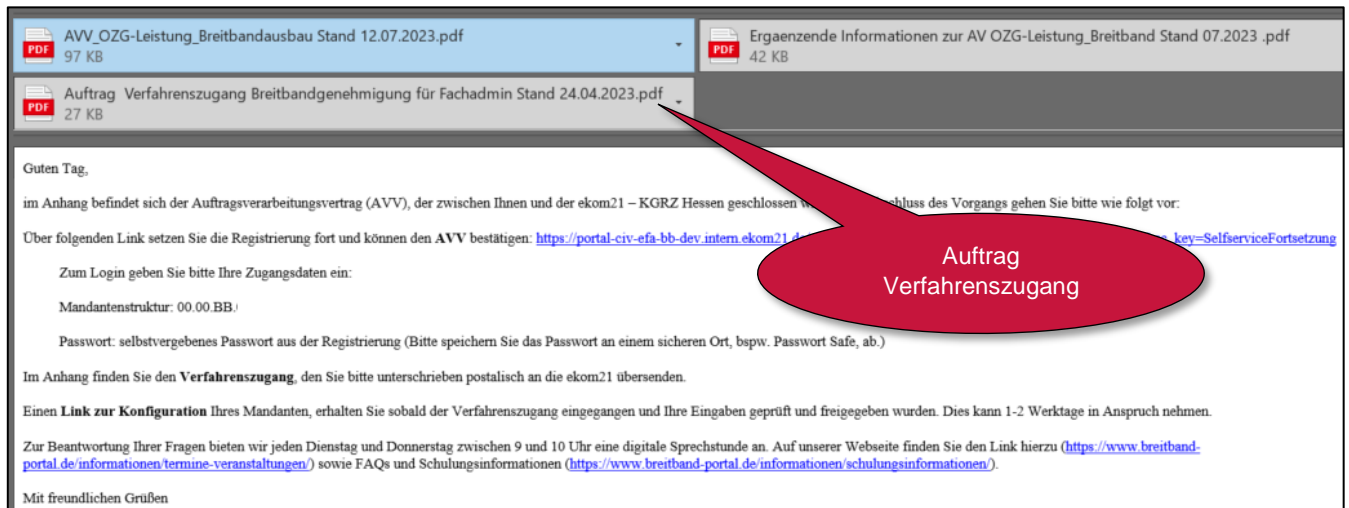 AVV_OZG-Leistung_Breitbandausbau Stand 12.07.2023.pdf
97 KB
Ergaenzende Informationen zur AV OZG-Leistung_Breitband Stand 07.2023 .pdf
42 KB
Auftrag Verfahrenszugang Breitbandgenehmigung für Fachadmin Stand 24.04.2023.pdf
27 KB
Guten Tag,
im Anhang befindet sich der Auftragsverarbeitungsvertrag (AVV), der zwischen Ihnen und der ekom21 – KGRZ Hessen geschlossen des Vorgangs gehen Sie bitte wie folgt vor:
Über folgenden Link setzen Sie die Registrierung fort und können den AVV bestätigen: https://portal-civ-efa-bb-dev.intern.ekom21.d key=SelfserviceFortsetzung
Auftrag
Verfahrenszugang
Zum Login geben Sie bitte Ihre Zugangsdaten ein:
Mandantenstruktur: 00.00.BB.
Passwort: selbstvergebenes Passwort aus der Registrierung (Bitte speichern Sie das Passwort an einem sicheren Ort, bspw. Passwort Safe, ab.)
Im Anhang finden Sie den Verfahrenszugang, den Sie bitte unterschrieben postalisch an die ekom21 übersenden.
Einen Link zur Konfiguration Ihres Mandanten, erhalten Sie sobald der Verfahrenszugang eingegangen und Ihre Eingaben geprüft und freigegeben wurden. Dies kann 1-2 Werktage in Anspruch nehmen.
Zur Beantwortung Ihrer Fragen bieten wir jeden Dienstag und Donnerstag zwischen 9 und 10 Uhr eine digitale Sprechstunde an. Auf unserer Webseite finden Sie den Link hierzu (https://www.breitband-
portal.de/informationen/termine-veranstaltungen/) sowie FAQs und Schulungsinformationen (https://www.breitband-portal.de/informationen/schulungsinformationen/).
Mit freundlichen Grüßen